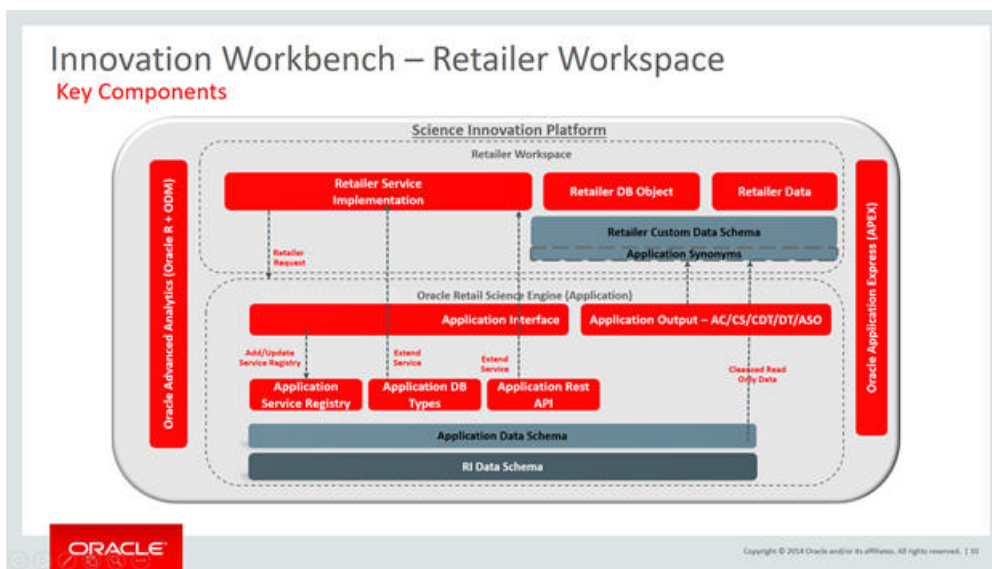 Innovation Workbench – Retailer Workspace
Key Components
Science Innovation Platform
Retailer Workspace
Oracle Advanced Analytics (Oracle R + ODM)
Retailer Service
Implementation
Retailer DB Object
Retailer Data
Retailer Custom Data Schema
Application Synonyms
Retailer
Request
Oracle Retail Science Engine (Application)
Application Interface
Application Output – AC/CS/CDT/DT/ASO
Add/Update
Service Registry
Extend
Service
Extend
Service
Cleansed Read
Only Data
Application
Service Registry
Application DB
Types
Application Rest
API
Application Data Schema
RI Data Schema
Oracle Application Express (APEX)
ORACLE
Copyright © 2014 Oracle and/or its affiliates. All rights reserved. | 10